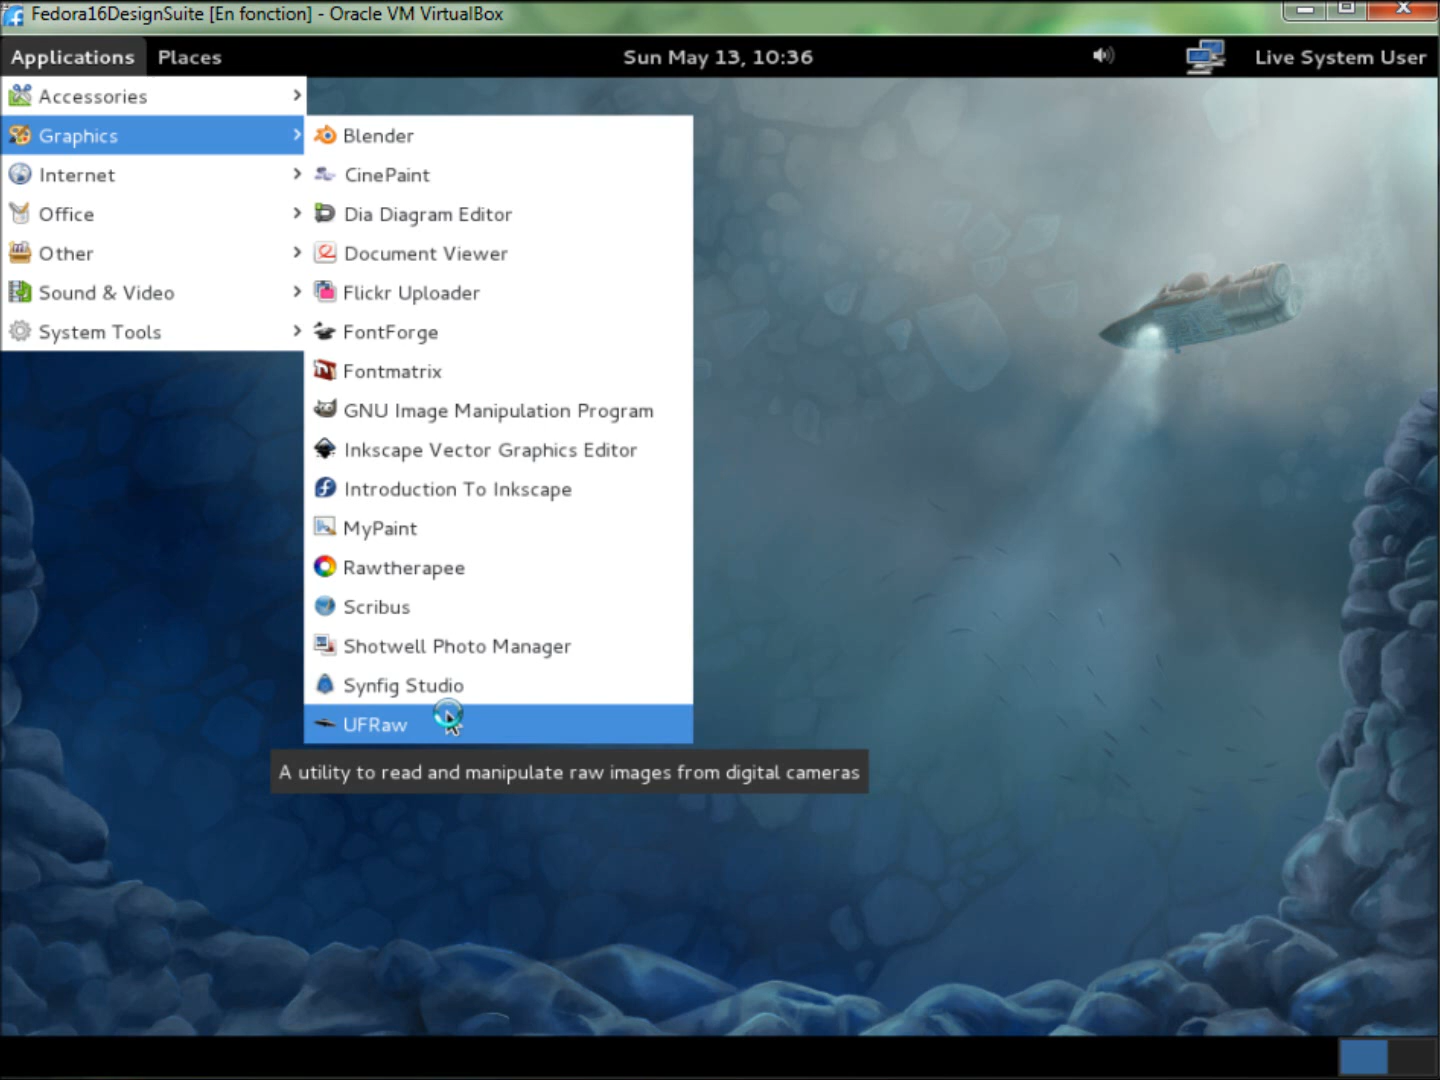 Fedora16DesignSuite [En fonction] - Oracle VM VirtualBox
Applications Places Sun May 13, 10:36 Live System User
Accessories
Graphics
Internet
Office
Other
Sound & Video
System Tools
Blender
CinePaint
Dia Diagram Editor
Document Viewer
Flickr Uploader
FontForge
Fontmatrix
GNU Image Manipulation Program
Inkscape Vector Graphics Editor
Introduction To Inkscape
MyPaint
Rawtherapee
Scribus
Shotwell Photo Manager
Synfig Studio
UFRaw
A utility to read and manipulate raw images from digital cameras